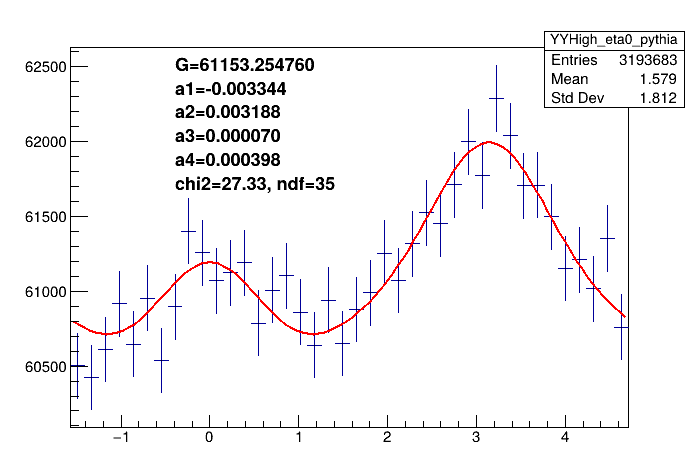 YYHigh_eta0_pythia
Entries 3193683
Mean 1.579
Std Dev 1.812
G=61153.254760
a1=-0.003344
a2=0.003188
a3=0.000070
a4=0.000398
chi2=27.33, ndf=35
62500
62000
61500
61000
60500
−1 0 1 2 3 4